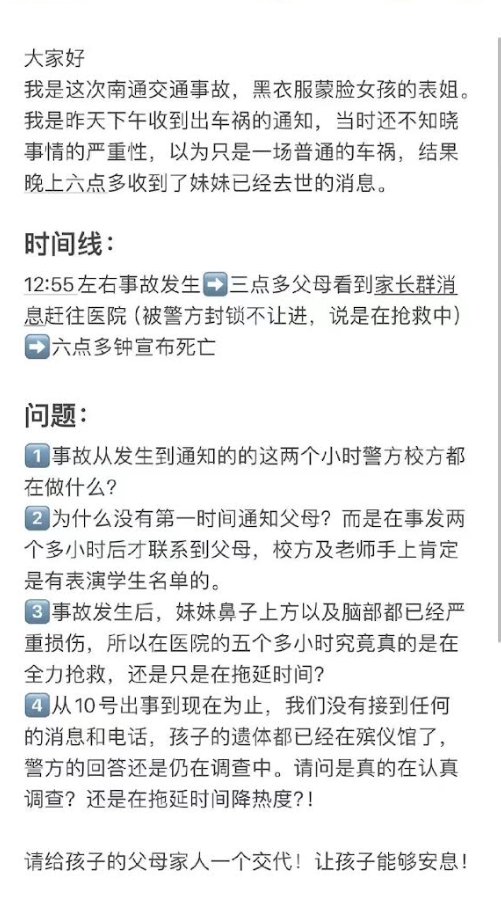 大家好
我是这次南通交通事故，黑衣服蒙脸女孩的表姐。
我是昨天下午收到出车祸的通知，当时还不知晓
事情的严重性，以为只是一场普通的车祸，结果
晚上六点多收到了妹妹已经去世的消息。
时间线：
12:55左右事故发生➡️三点多父母看到家长群消
息赶往医院（被警方封锁不让进，说是在抢救中）
➡️六点多钟宣布死亡
问题：
1️⃣事故从发生到通知的的这两个小时警方校方都
在做什么？
2️⃣为什么没有第一时间通知父母？而是在事发两
个多小时后才联系到父母，校方及老师手上肯定
是有表演学生名单的。
3️⃣事故发生后，妹妹鼻子上方以及脑部都已经严
重损伤，所以在医院的五个多小时究竟真的是在
全力抢救，还是只是在拖延时间？
4️⃣从10号出事到现在为止，我们没有接到任何
的消息和电话，孩子的遗体都已经在殡仪馆了，
警方的回答还是仍在调查中。请问是真的在认真
调查？还是在拖延时间降热度？！
请给孩子的父母家人一个交代！让孩子能够安息！